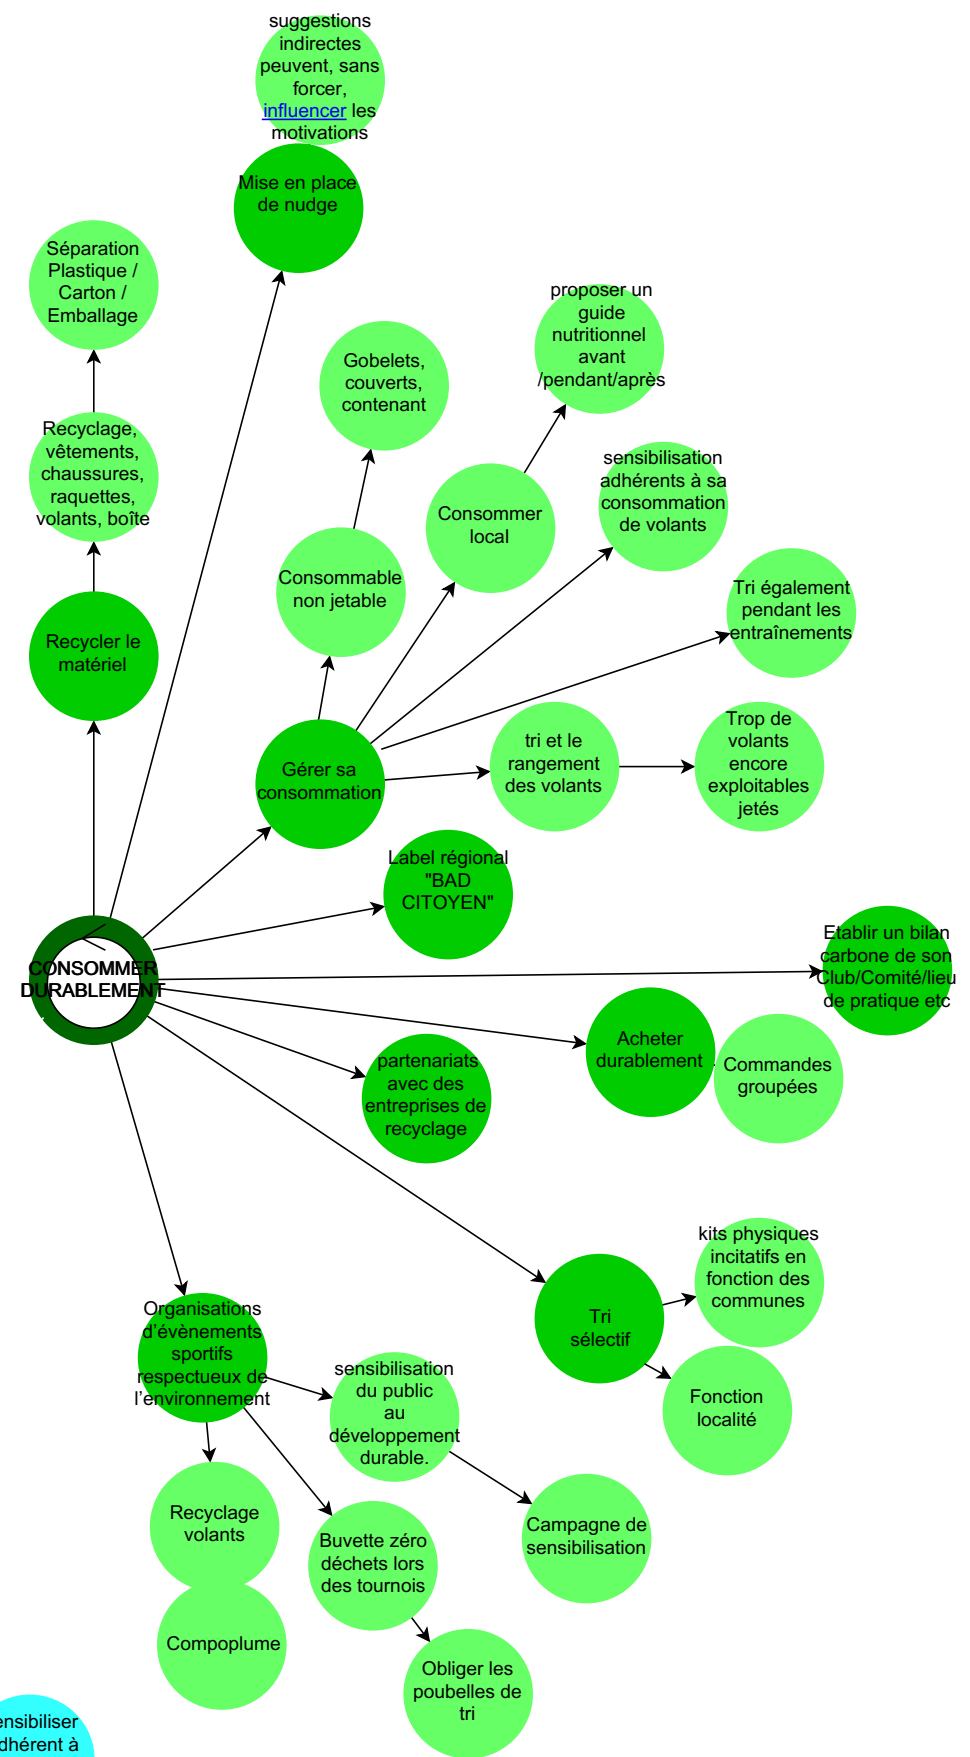 suggestions
indirectes
peuvent, sans
forcer,
influencer les
motivations
Mise en place
de nudge
Séparation
Plastique /
Carton /
Emballage
proposer un
guide
nutritionnel
avant
/pendant/après
Gobelets,
couverts,
contenant
Recyclage,
vêtements,
chaussures,
raquettes,
volants, boîte
sensibilisation
adhérents à sa
consommation
de volants
Consommer
local
Consommable
non jetable
Tri également
pendant les
entraînements
Recycler le
matériel
Gérer sa
consommation
tri et le
rangement
des volants
Trop de
volants
encore
exploitables
jetés
Label régional
"BAD
CITOYEN"
CONSOMMER
DURABLEMENT
Etablir un bilan
carbone de son
Club/Comité/lieu
de pratique etc
Acheter
durablement
Commandes
groupées
partenariats
avec des
entreprises de
recyclage
kits physiques
incitatifs en
fonction des
communes
Tri
sélectif
Fonction
localité
Organisations
d'évènements
sportifs
respectueux de
l'environnement
sensibilisation
du public
au
développement
durable.
Recyclage
volants
Buvette zéro
déchets lors
des tournois
Campagne de
sensibilisation
Compoplume
Obliger les
poubelles de
tri
ensibiliser
dhérent à